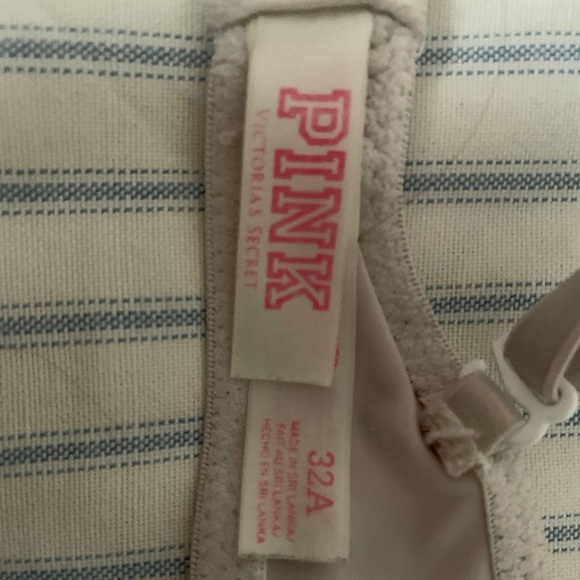 PINK
VICTORIA'S SECRET
32A
MADE IN SRI LANKA/
FAIT AU SRI LANKA/
HECHO EN SRI LANKA